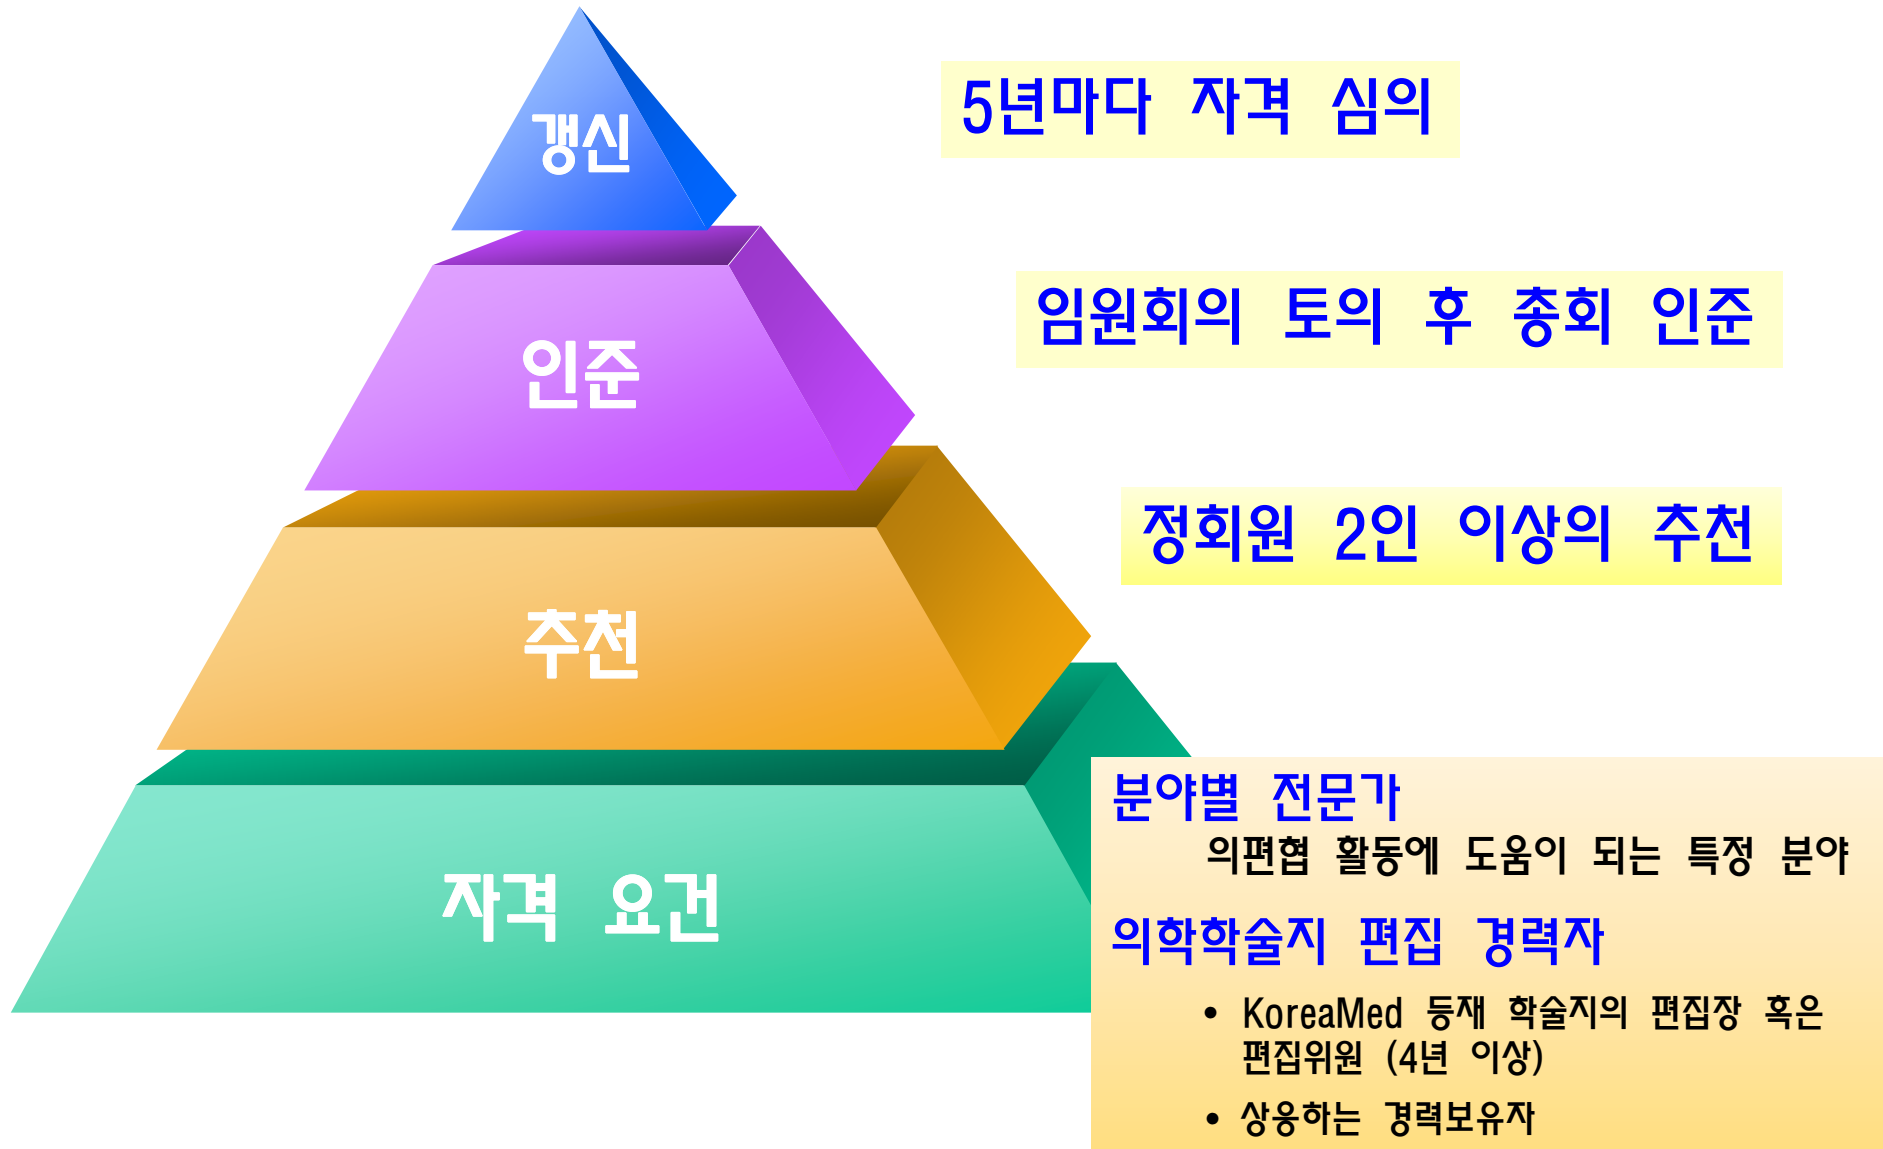 갱신
5년마다 자격 심의
인준
임원회의 토의 후 총회 인준
추천
정회원 2인 이상의 추천
자격 요건
분야별 전문가
의편협 활동에 도움이 되는 특정 분야
의학학술지 편집 경력자
• KoreaMed 등재 학술지의 편집장 혹은
편집위원 (4년 이상)
• 상응하는 경력보유자